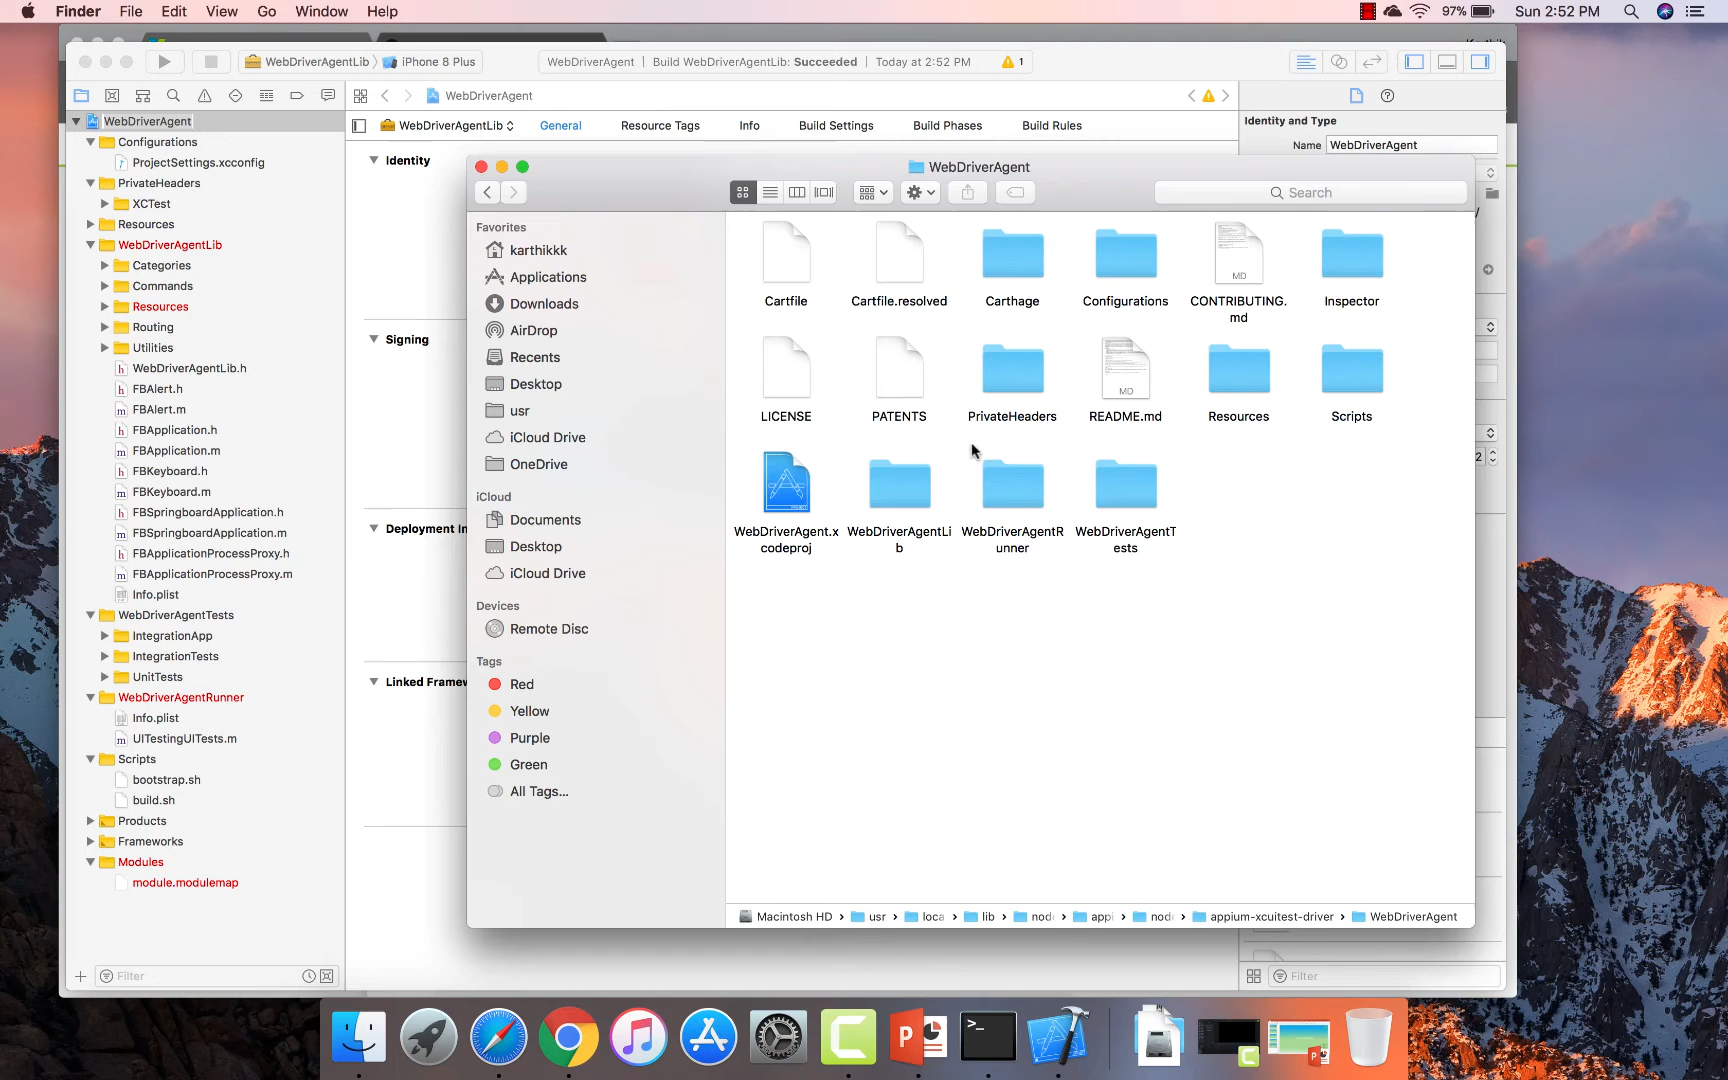 Finder File Edit View Go Window Help 97% Sun 2:52 PM
WebDriverAgentLib iPhone 8 Plus WebDriverAgent Build WebDriverAgentLib: Succeeded Today at 2:52 PM 1
WebDriverAgent
WebDriverAgentLib General Resource Tags Info Build Settings Build Phases Build Rules
Identity and Type
Name WebDriverAgent
Identity
Signing
Deployment In
Linked Framew
WebDriverAgent
Configurations
ProjectSettings.xcconfig
PrivateHeaders
XCTest
Resources
WebDriverAgentLib
Categories
Commands
Resources
Routing
Utilities
WebDriverAgentLib.h
FBAlert.h
FBAlert.m
FBApplication.h
FBApplication.m
FBKeyboard.h
FBKeyboard.m
FBSpringboardApplication.h
FBSpringboardApplication.m
FBApplicationProcessProxy.h
FBApplicationProcessProxy.m
Info.plist
WebDriverAgentTests
IntegrationApp
IntegrationTests
UnitTests
WebDriverAgentRunner
Info.plist
UITestingUITests.m
Scripts
bootstrap.sh
build.sh
Products
Frameworks
Modules
module.modulemap
Filter
WebDriverAgent
Search
Favorites
karthikkk
Applications
Downloads
AirDrop
Recents
Desktop
usr
iCloud Drive
OneDrive
iCloud
Documents
Desktop
iCloud Drive
Devices
Remote Disc
Tags
Red
Yellow
Purple
Green
All Tags...
Cartfile Cartfile.resolved Carthage Configurations CONTRIBUTING.
md
Inspector
LICENSE PATENTS PrivateHeaders README.md Resources Scripts
MD
MD
WebDriverAgent.x
codeproj
WebDriverAgentLi
b
WebDriverAgentR
unner
WebDriverAgentT
ests
Macintosh HD usr loca lib node appi node appium-xcuitest-driver WebDriverAgent
2
Filter